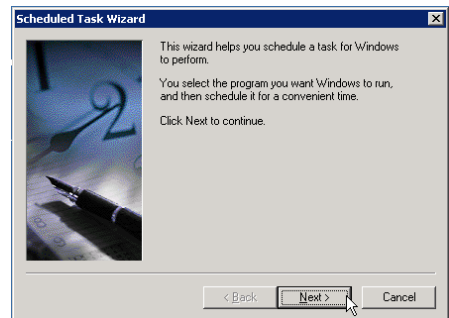 Scheduled Task Wizard
This wizard helps you schedule a task for Windows
to perform.
You select the program you want Windows to run,
and then schedule it for a convenient time.
Click Next to continue.
2
< Back Next > Cancel